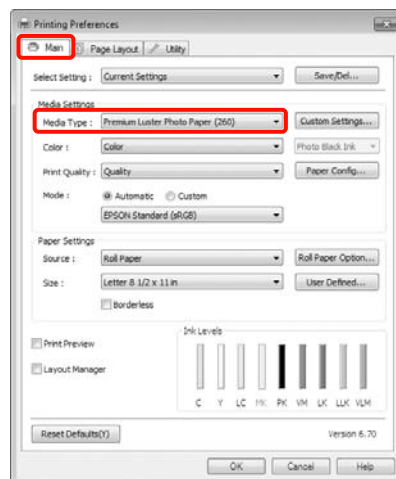 Printing Preferences
Main Page Layout Utility
Select Setting : Current Settings Save/Del...
Media Settings
Media Type : Premium Luster Photo Paper (260) Custom Settings...
Color : Color Photo Black Ink
Print Quality : Quality Paper Config...
Mode : Automatic Custom
EPSON Standard (sRGB)
Paper Settings
Source : Roll Paper Roll Paper Option...
Size : Letter 8 1/2 x 11 in User Defined...
Borderless
Ink Levels
Print Preview
Layout Manager
C Y LC MK PK VM LK LLK VLM
Reset Defaults(Y) Version 6.70
OK Cancel Help